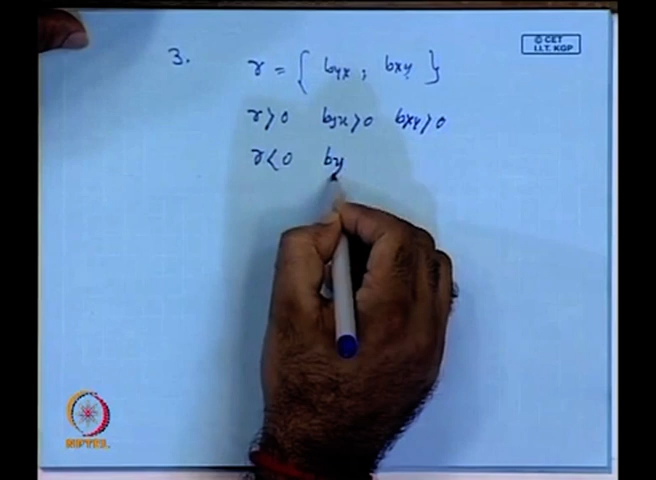 © CET
I.I.T. KGP
3. r = { byx, bxy }
r > 0 byx > 0 bxy > 0
r < 0 by
NPTEL